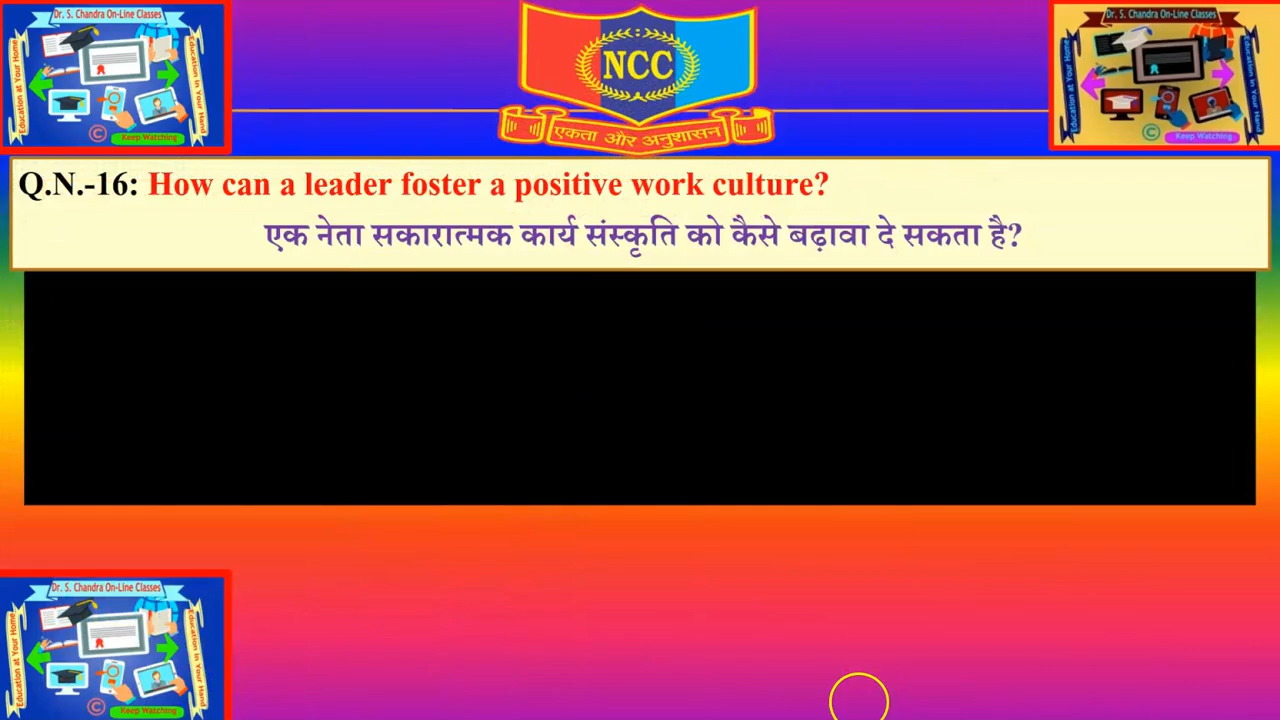 Dr. S. Chandra On-Line Classes
Education at Your Home
Education in Your Hand
Keep Watching
NCC
एकता और अनुशासन
Dr. S. Chandra On-Line Classes
Education at Your Home
Education in Your Hand
Keep Watching
Q.N.-16: How can a leader foster a positive work culture?
एक नेता सकारात्मक कार्य संस्कृति को कैसे बढ़ावा दे सकता है?
Dr. S. Chandra On-Line Classes
Education at Your Home
Education in Your Hand
Keep Watching